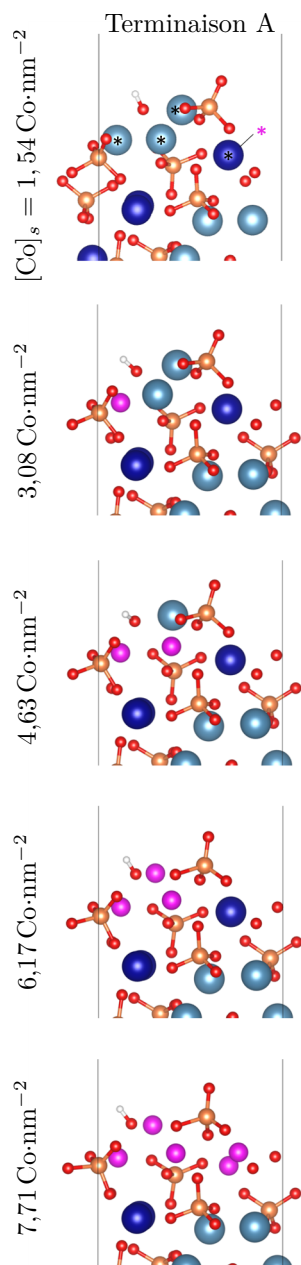 Terminaison A
[Co]ₛ = 1, 54 Co·nm⁻²
* * * * *
3,08 Co·nm⁻²
4,63 Co·nm⁻²
6,17 Co·nm⁻²
7,71 Co·nm⁻²